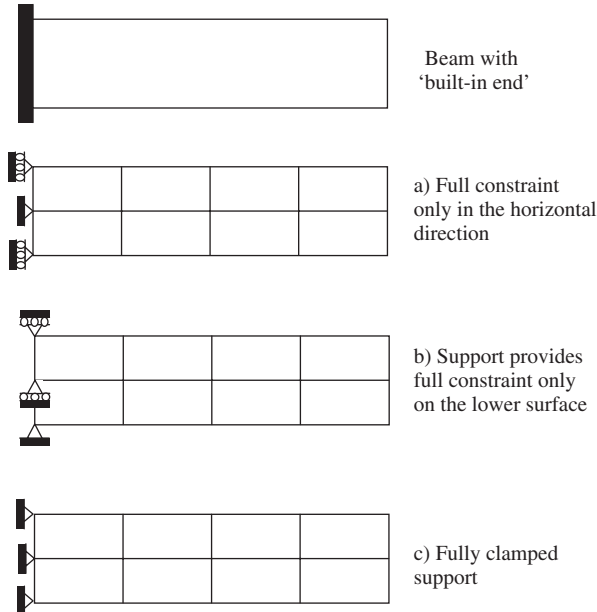 Beam with
‘built-in end’
a) Full constraint
only in the horizontal
direction
b) Support provides
full constraint only
on the lower surface
c) Fully clamped
support